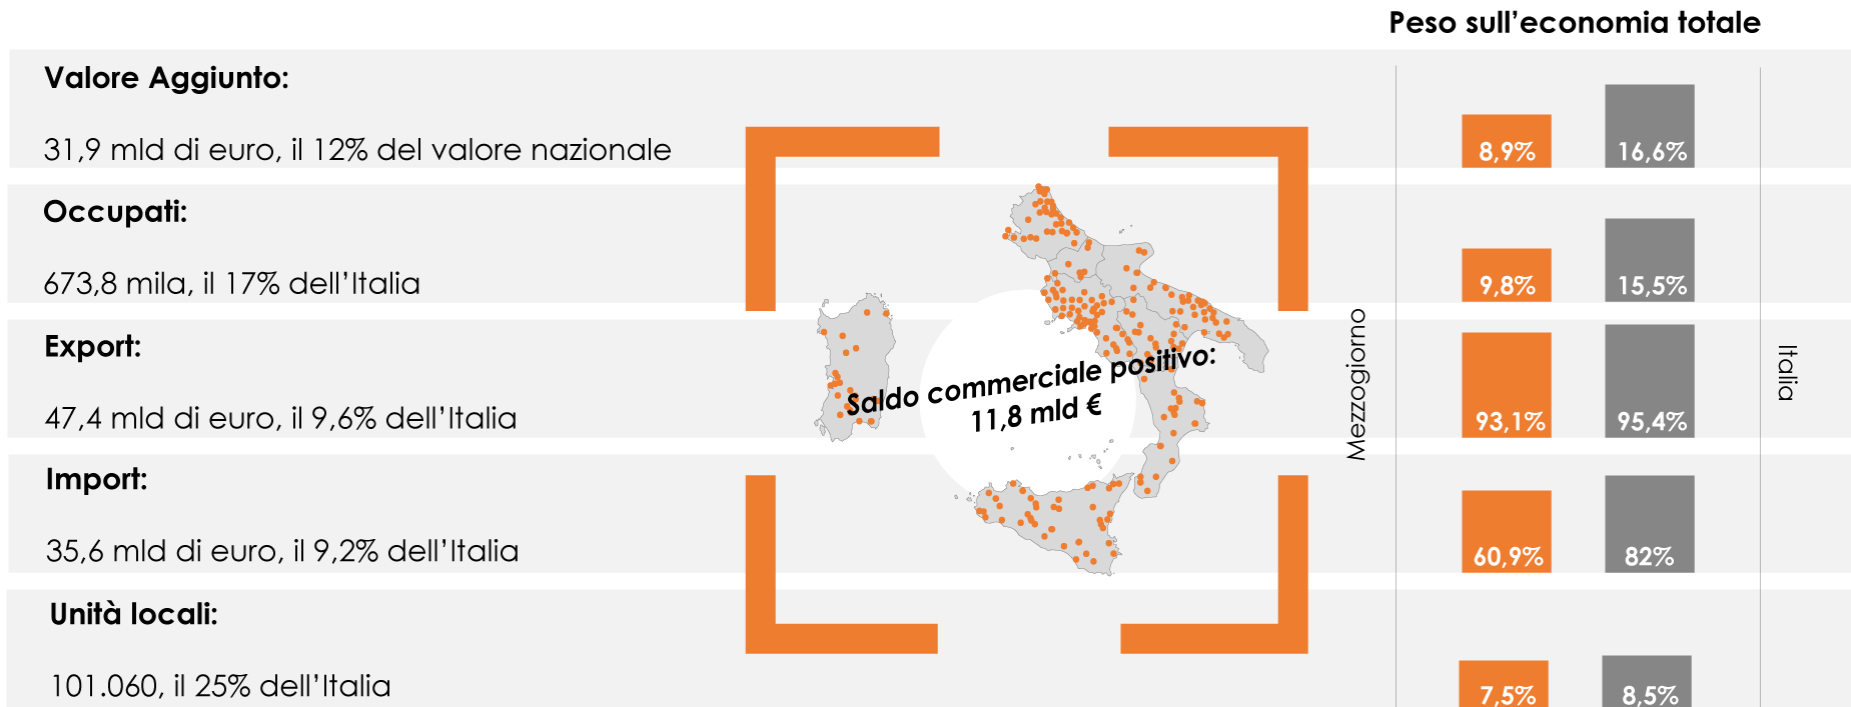 Peso sull'economia totale
Valore Aggiunto:
31,9 mld di euro, il 12% del valore nazionale
8,9%
16,6%
Occupati:
673,8 mila, il 17% dell'Italia
9,8%
15,5%
Export:
47,4 mld di euro, il 9,6% dell'Italia
Saldo commerciale positivo:
11,8 mld €
Mezzogiorno
93,1%
95,4%
Italia
Import:
35,6 mld di euro, il 9,2% dell'Italia
60,9%
82%
Unità locali:
101.060, il 25% dell'Italia
7,5%
8,5%